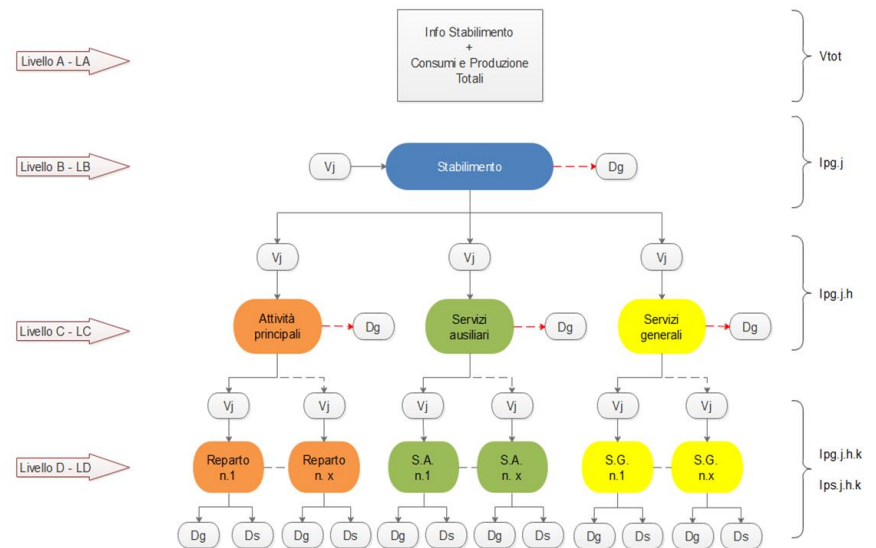 Info Stabilimento
+
Consumi e Produzione
Totali
Livello A - LA
Vtot
Livello B - LB
Vj
Stabilimento
Dg
Ipg.j
Vj
Vj
Vj
Ipg.j.h
Livello C - LC
Attività
principali
Dg
Servizi
ausiliari
Dg
Servizi
generali
Dg
Vj
Vj
Vj
Vj
Vj
Vj
Livello D - LD
Reparto
n.1
Reparto
n. x
S.A.
n.1
S.A.
n. x
S.G.
n.1
S.G.
n.x
Ipg.j.h.k
Ips.j.h.k
Dg
Ds
Dg
Ds
Dg
Ds
Dg
Ds
Dg
Ds
Dg
Ds